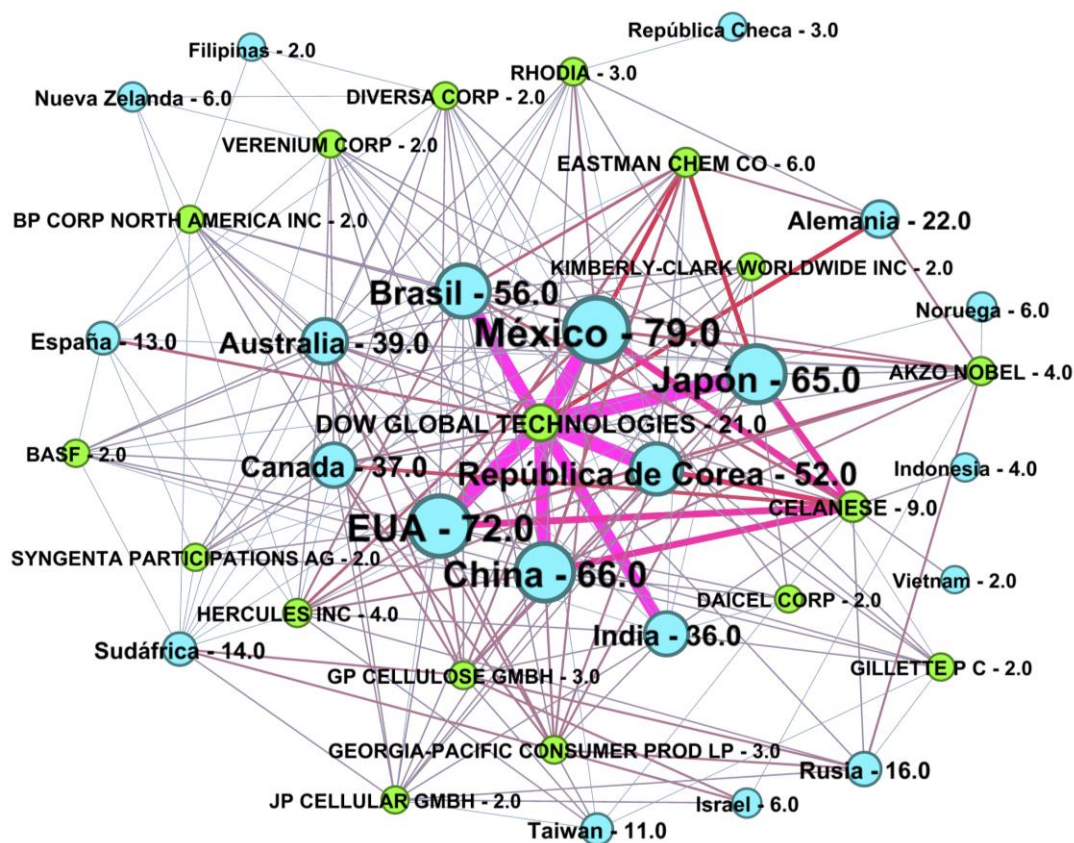 República Checa - 3.0
Filipinas - 2.0
RHODIA - 3.0
Nueva Zelanda - 6.0
DIVERSA CORP - 2.0
VERENIUM CORP - 2.0
EASTMAN CHEM CO - 6.0
BP CORP NORTH AMERICA INC - 2.0
Alemania - 22.0
KIMBERLY-CLARK WORLDWIDE INC - 2.0
Brasil - 56.0
Noruega - 6.0
México - 79.0
España - 13.0
Australia - 39.0
AKZO NOBEL - 4.0
Japón - 65.0
DOW GLOBAL TECHNOLOGIES - 21.0
BASF - 2.0
Canada - 37.0
República de Corea - 52.0
Indonesia - 4.0
CELANESE - 9.0
EUA - 72.0
SYNGENTA PARTICIPATIONS AG - 2.0
China - 66.0
Vietnam - 2.0
DAICEL CORP - 2.0
HERCULES INC - 4.0
India - 36.0
Sudáfrica - 14.0
GILLETTE P C - 2.0
GP CELLULOSE GMBH - 3.0
GEORGIA-PACIFIC CONSUMER PROD LP - 3.0
Rusia - 16.0
JP CELLULAR GMBH - 2.0
Israel - 6.0
Taiwan - 11.0